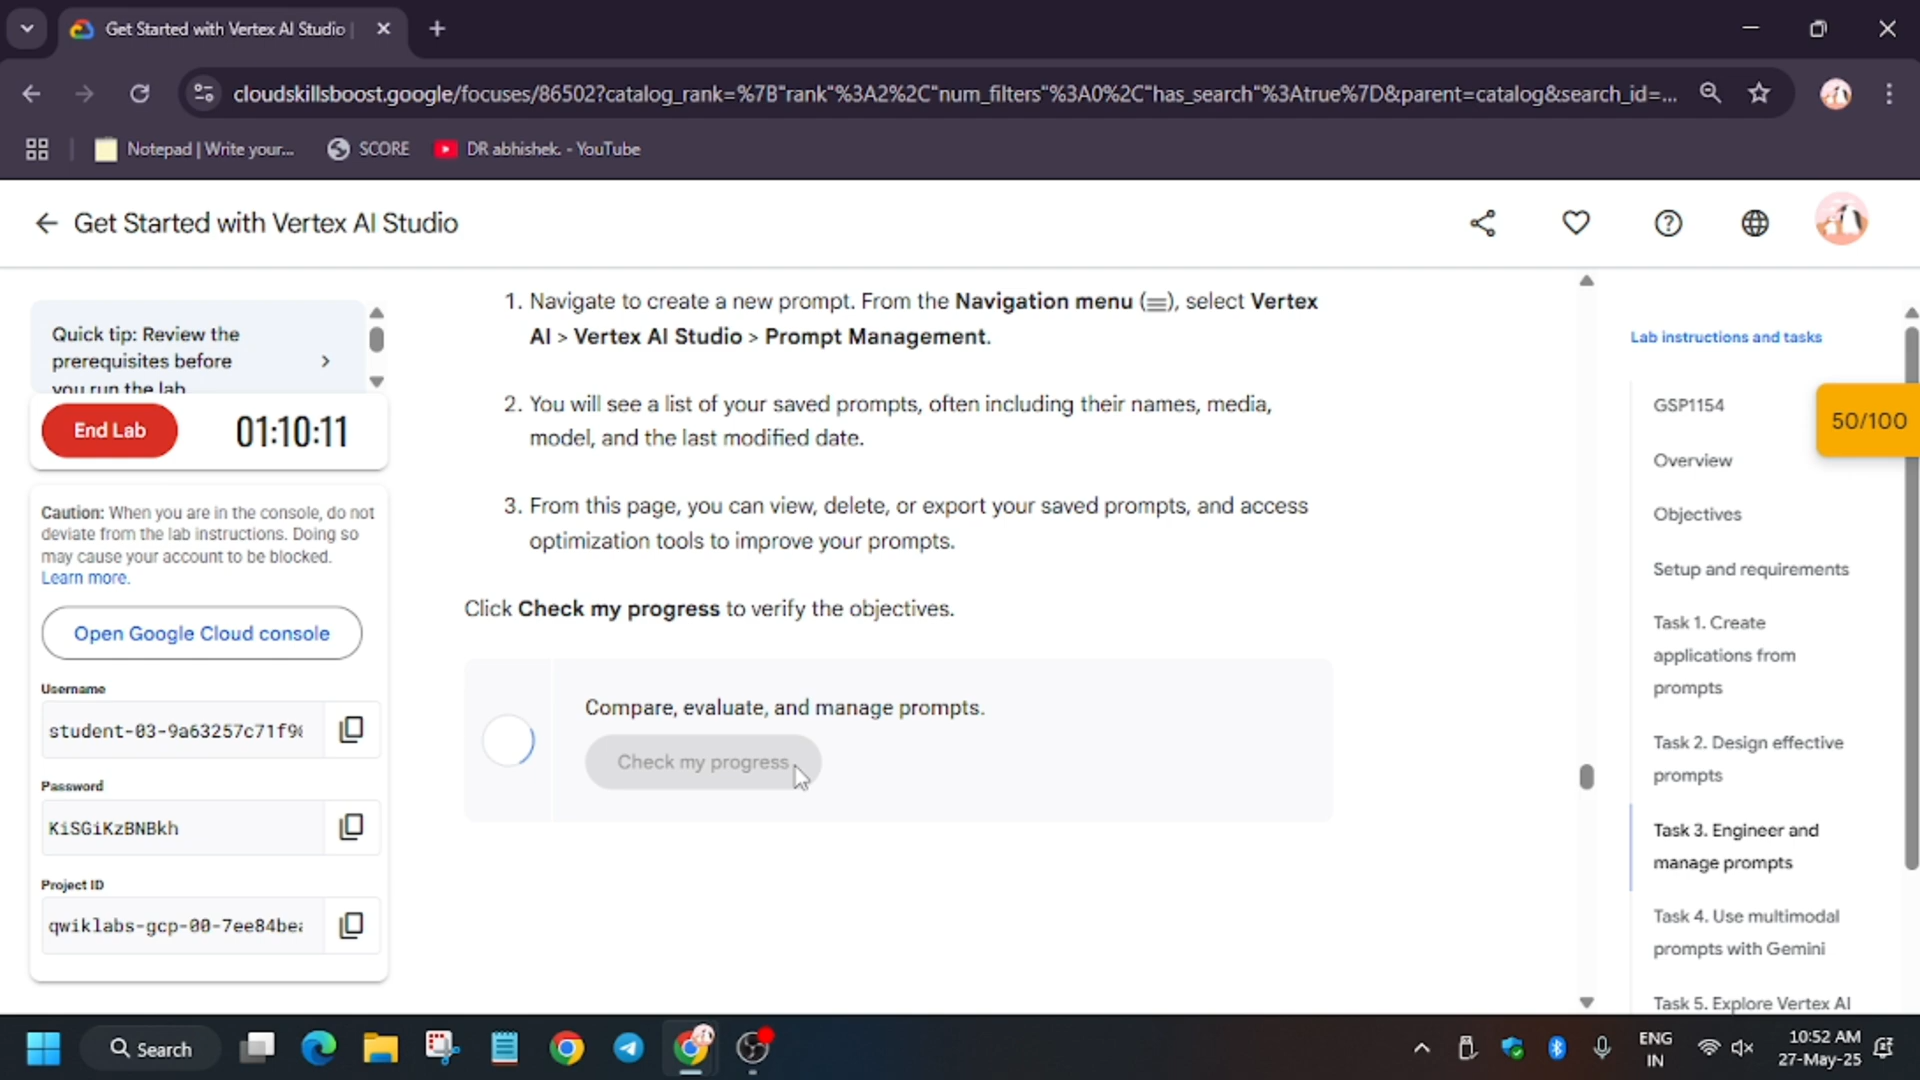 Get Started with Vertex AI Studio |
cloudskillsboost.google/focuses/86502?catalog_rank=%7B"rank"%3A2%2C"num_filters"%3A0%2C"has_search"%3Atrue%7D&parent=catalog&search_id=...
Notepad | Write your...
SCORE
DR abhishek. - YouTube
Get Started with Vertex AI Studio
Quick tip: Review the
prerequisites before
you run the lab
End Lab
01:10:11
Caution: When you are in the console, do not
deviate from the lab instructions. Doing so
may cause your account to be blocked.
Learn more.
Open Google Cloud console
Username
student-03-9a63257c71f9
Password
KiSGiKzBNBkh
Project ID
qwiklabs-gcp-00-7ee84bea
1. Navigate to create a new prompt. From the Navigation menu (≡), select Vertex
AI > Vertex AI Studio > Prompt Management.
2. You will see a list of your saved prompts, often including their names, media,
model, and the last modified date.
3. From this page, you can view, delete, or export your saved prompts, and access
optimization tools to improve your prompts.
Click Check my progress to verify the objectives.
Compare, evaluate, and manage prompts.
Check my progress
Lab instructions and tasks
GSP1154
50/100
Overview
Objectives
Setup and requirements
Task 1. Create
applications from
prompts
Task 2. Design effective
prompts
Task 3. Engineer and
manage prompts
Task 4. Use multimodal
prompts with Gemini
Task 5. Explore Vertex AI
Search
ENG
IN
10:52 AM
27-May-25